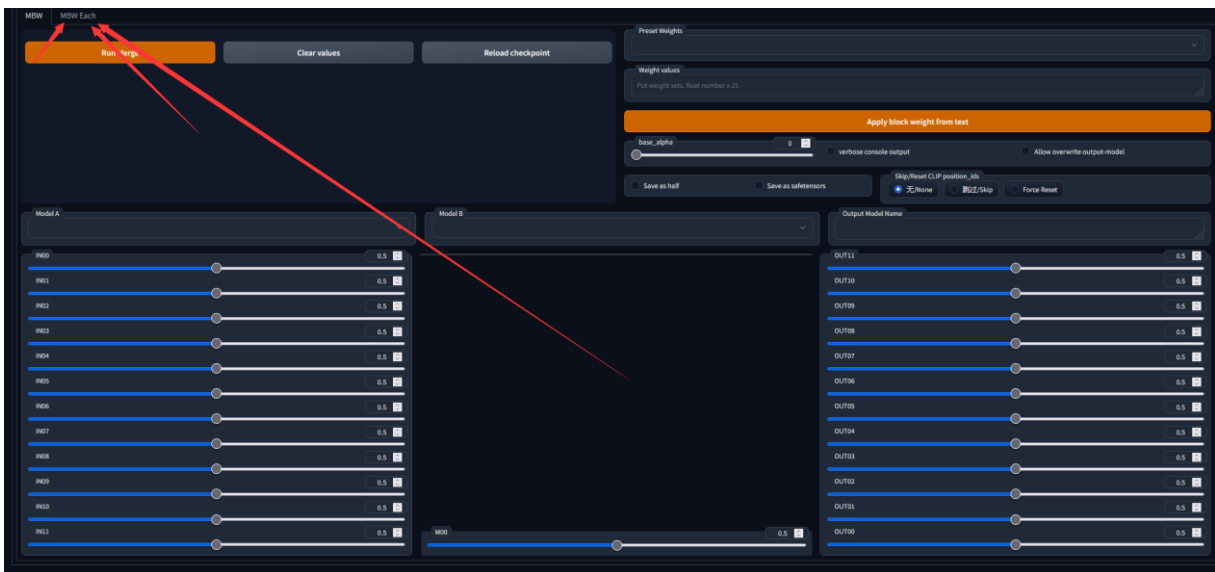 MBW MBW Each
Run Merge Clear values Reload checkpoint
Preset Weights
Weight values
Put weight sets. float number x 25
Apply block weight from text
base_alpha 0
verbose console output
Allow overwrite output-model
Save as half
Save as safetensors
Skip/Reset CLIP position_ids
无/None 跳过/Skip Force Reset
Model A
Model B
Output Model Name
IN00 0.5
IN01 0.5
IN02 0.5
IN03 0.5
IN04 0.5
IN05 0.5
IN06 0.5
IN07 0.5
IN08 0.5
IN09 0.5
IN10 0.5
IN11 0.5
M00 0.5
OUT11 0.5
OUT10 0.5
OUT09 0.5
OUT08 0.5
OUT07 0.5
OUT06 0.5
OUT05 0.5
OUT04 0.5
OUT03 0.5
OUT02 0.5
OUT01 0.5
OUT00 0.5